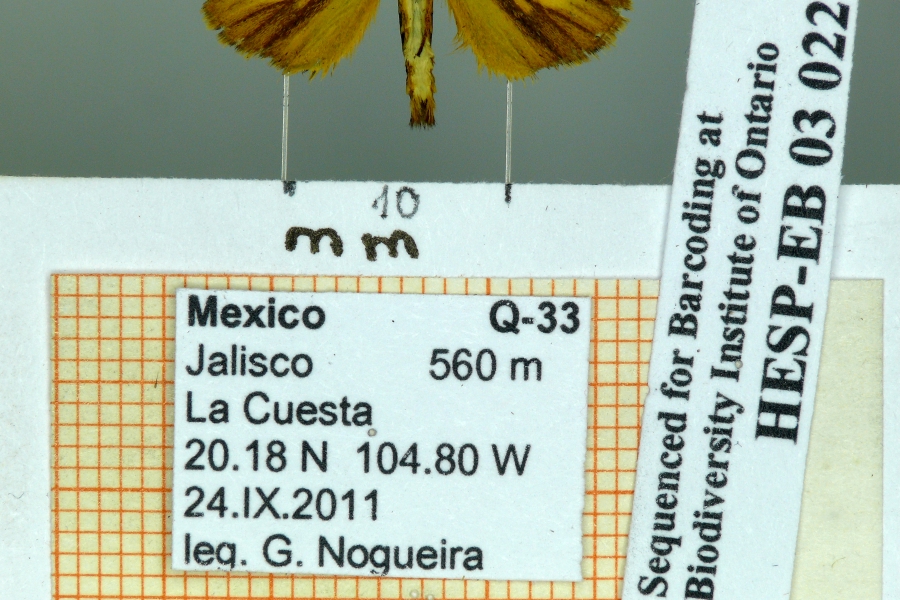 10
mm
Mexico Q-33
Jalisco 560 m
La Cuesta
20.18 N 104.80 W
24.IX.2011
leg. G. Nogueira
Sequenced for Barcoding at
Biodiversity Institute of Ontario
HESP-EB 03 022